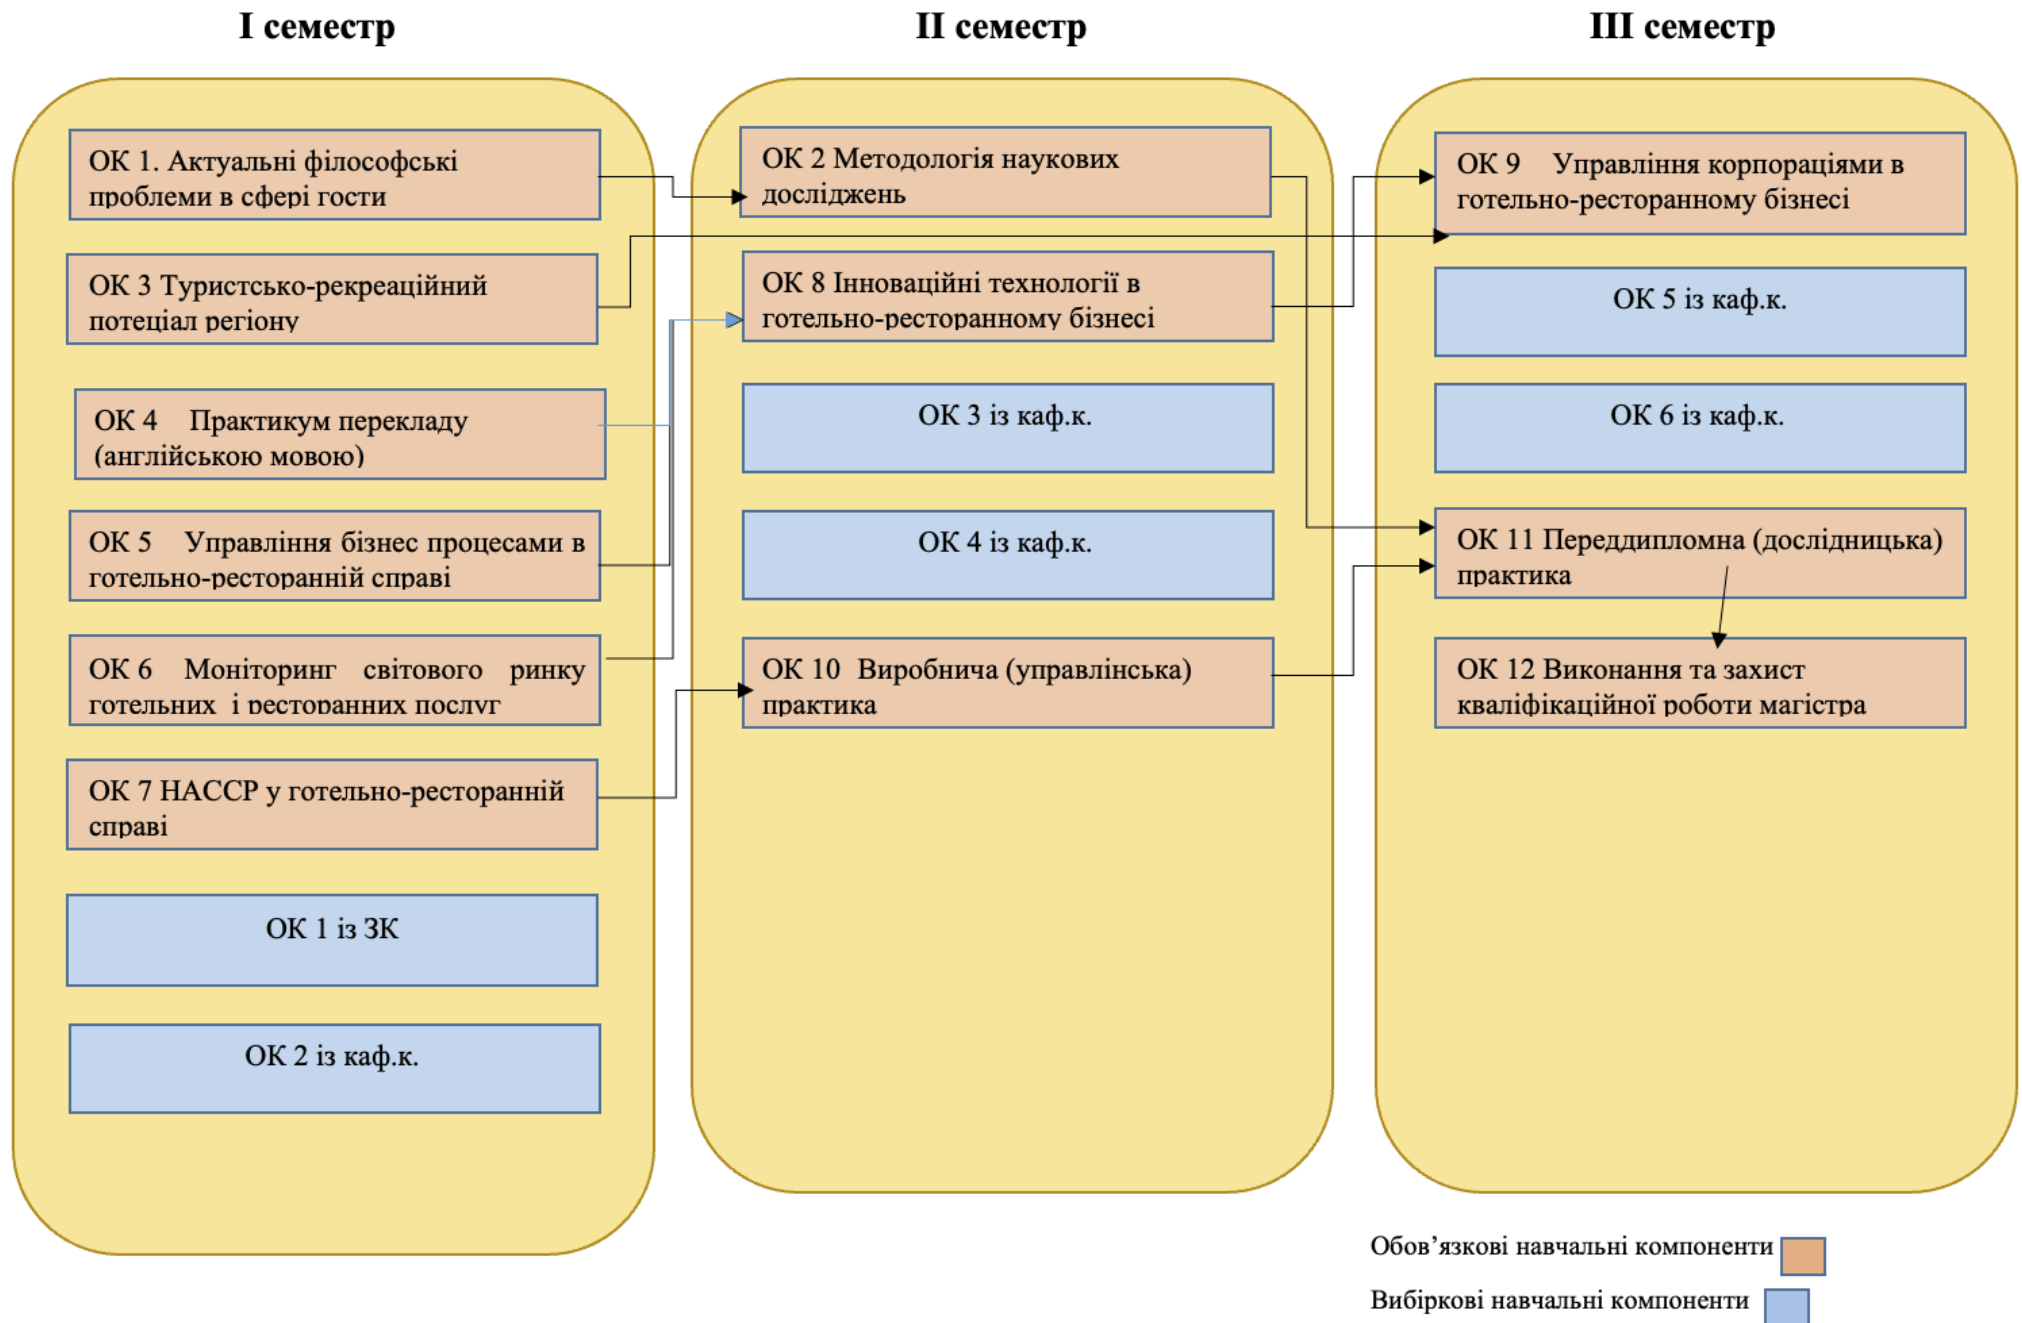 І семестр
ОК 1. Актуальні філософські
проблеми в сфері гости
ОК 3 Туристсько-рекреаційний
потеціал регіону
ОК 4 Практикум перекладу
(англійською мовою)
ОК 5 Управління бізнес процесами в
готельно-ресторанній справі
ОК 6 Моніторинг світового ринку
готельних і ресторанних послуг
ОК 7 НАССР у готельно-ресторанній
справі
ОК 1 із ЗК
ОК 2 із каф.к.
ІІ семестр
ОК 2 Методологія наукових
досліджень
ОК 8 Інноваційні технології в
готельно-ресторанному бізнесі
ОК 3 із каф.к.
ОК 4 із каф.к.
ОК 10 Виробнича (управлінська)
практика
ІІІ семестр
ОК 9 Управління корпораціями в
готельно-ресторанному бізнесі
ОК 5 із каф.к.
ОК 6 із каф.к.
ОК 11 Переддипломна (дослідницька)
практика
ОК 12 Виконання та захист
кваліфікаційної роботи магістра
Обов’язкові навчальні компоненти
Вибіркові навчальні компоненти